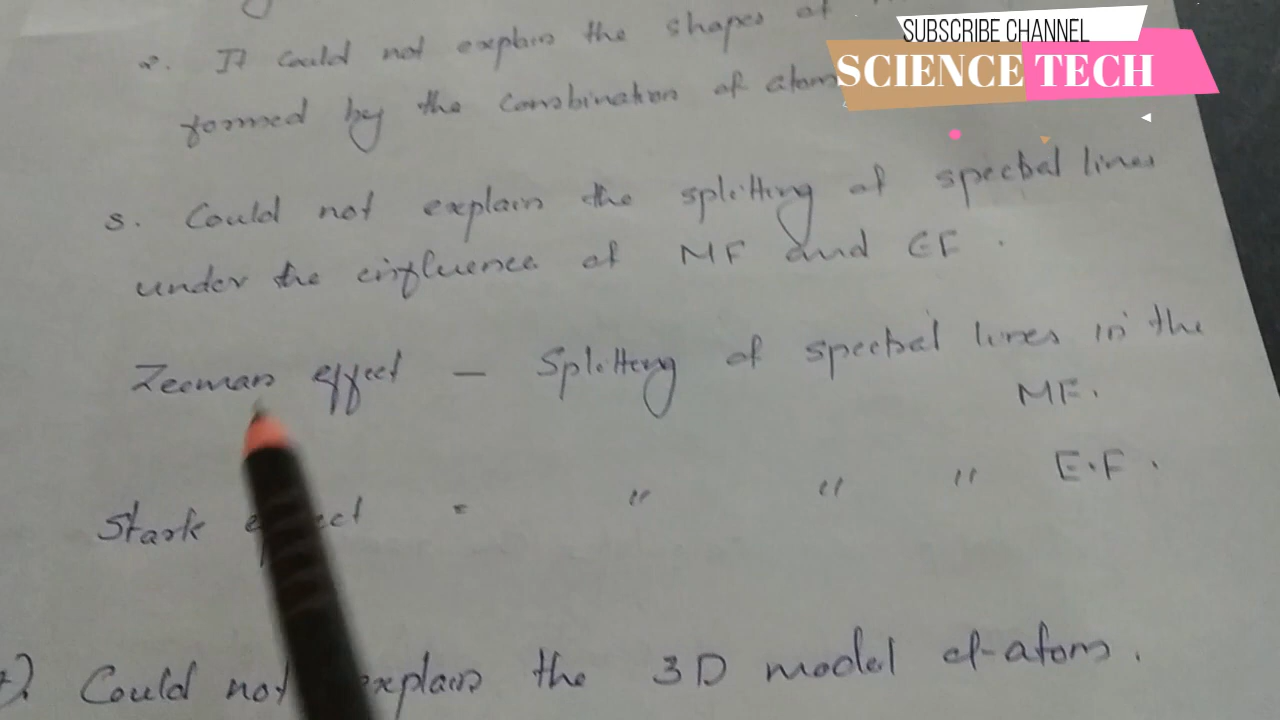 SUBSCRIBE CHANNEL
SCIENCE TECH
2. It could not explain the shapes of
formed by the combination of atom
3. Could not explain the splitting of spectral lines
under the influence of MF and EF.
Zeeman effect — Splitting of spectral lines in the
MF.
Stark effect = " " " E.F.
Could not explain the 3D model of atom.